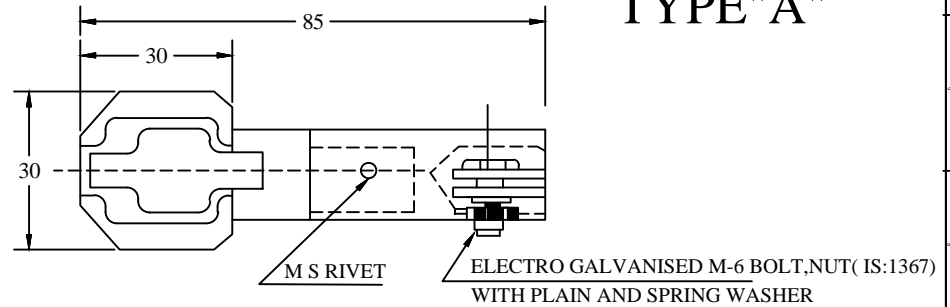 TYPE"A"
85
30
30
M S RIVET
ELECTRO GALVANISED M-6 BOLT,NUT( IS:1367)
WITH PLAIN AND SPRING WASHER